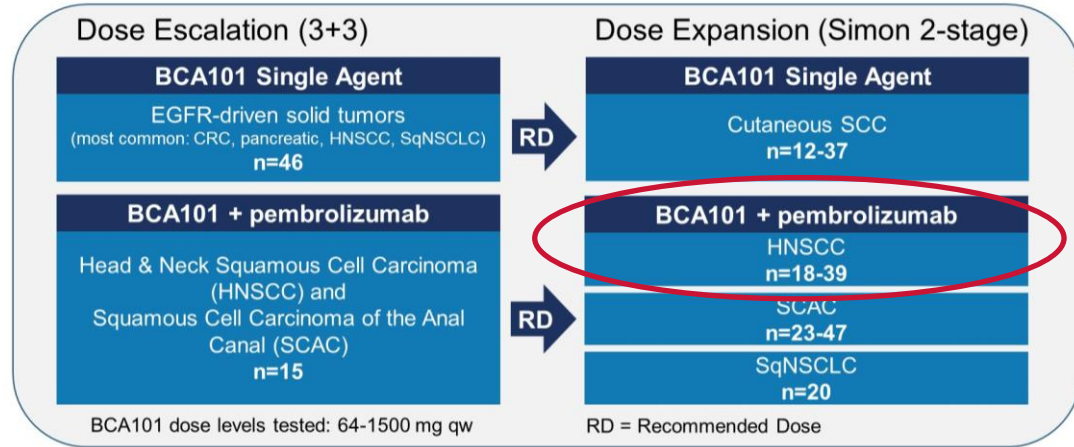 Dose Escalation (3+3)
BCA101 Single Agent
EGFR-driven solid tumors
(most common: CRC, pancreatic, HNSCC, SqNSCLC)
n=46
BCA101 + pembrolizumab
Head & Neck Squamous Cell Carcinoma
(HNSCC) and
Squamous Cell Carcinoma of the Anal
Canal (SCAC)
n=15
BCA101 dose levels tested: 64-1500 mg qw
RD
RD
Dose Expansion (Simon 2-stage)
BCA101 Single Agent
Cutaneous SCC
n=12-37
BCA101 + pembrolizumab
HNSCC
n=18-39
SCAC
n=23-47
SqNSCLC
n=20
RD = Recommended Dose